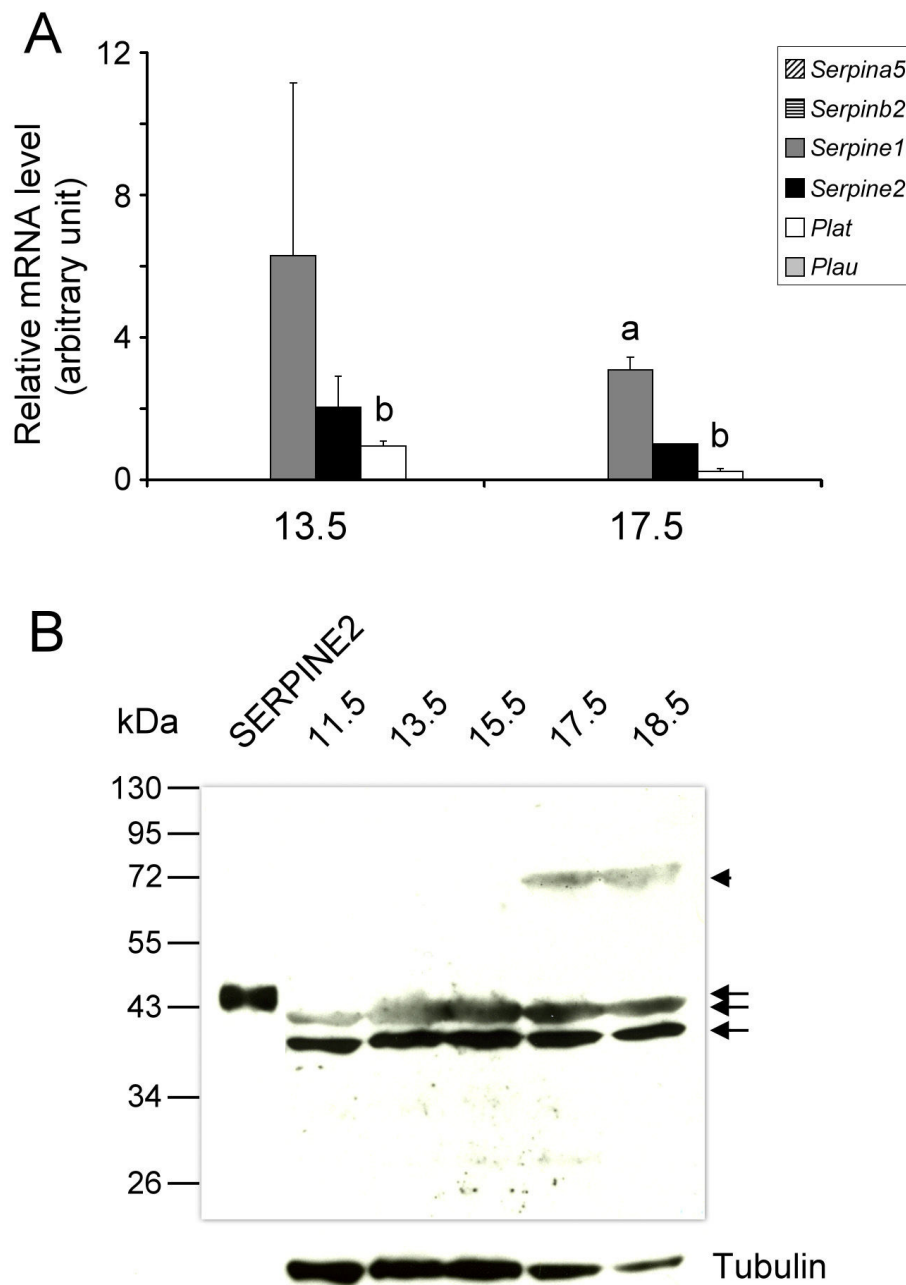 A
Relative mRNA level
(arbitrary unit)
12
8
4
0
a
b
b
13.5
17.5
Serpina5
Serpinb2
Serpine1
Serpine2
Plat
Plau
B
kDa
SERPINE2
11.5
13.5
15.5
17.5
18.5
130
95
72
55
43
34
26
Tubulin